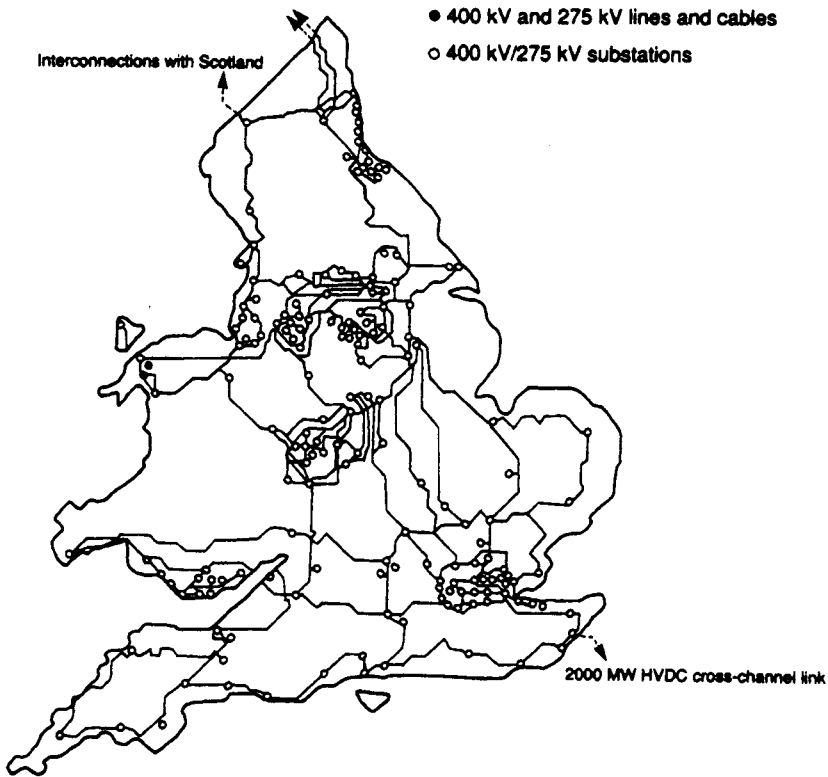 400 kV and 275 kV lines and cables
400 kV/275 kV substations
Interconnections with Scotland
2000 MW HVDC cross-channel link